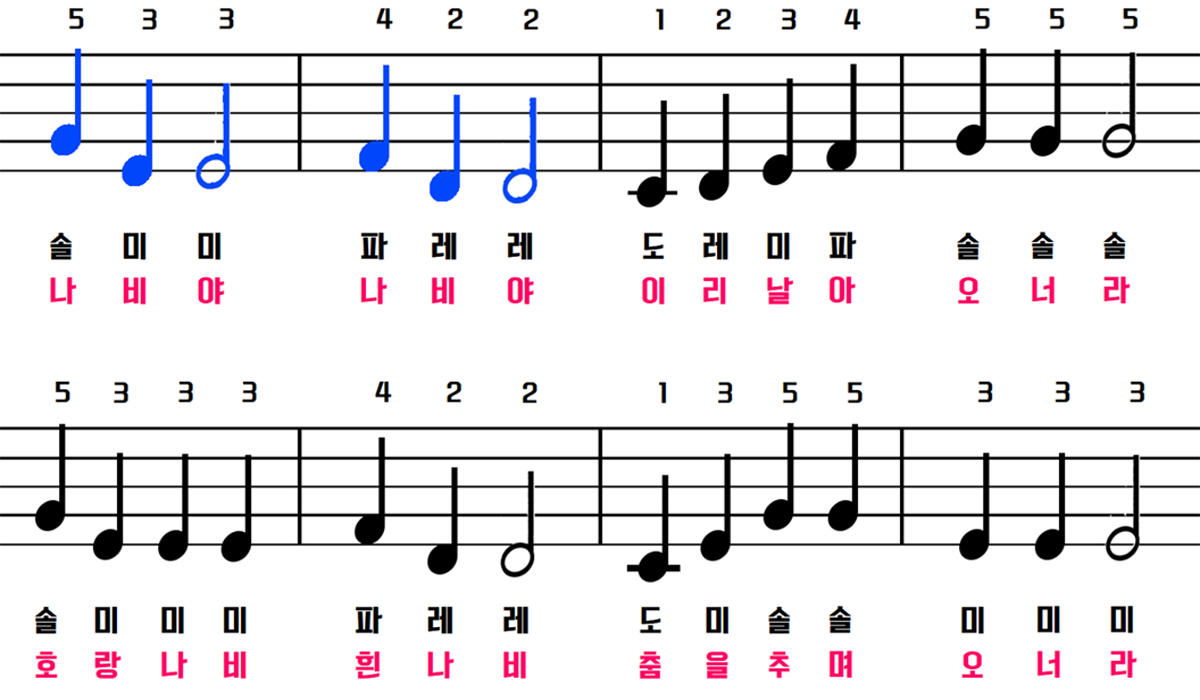 5 3 3 4 2 2 1 2 3 4 5 5 5
솔 미 미 파 레 레 도 레 미 파 솔 솔 솔
나 비 야 나 비 야 이 리 날 아 오 너 라
5 3 3 3 4 2 2 1 3 5 5 3 3 3
솔 미 미 미 파 레 레 도 미 솔 솔 미 미 미
호 랑 나 비 흰 나 비 춤 을 추 며 오 너 라